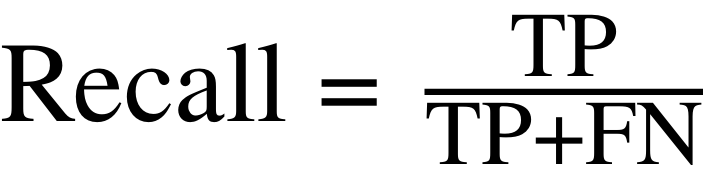 Recall = TP
TP+FN